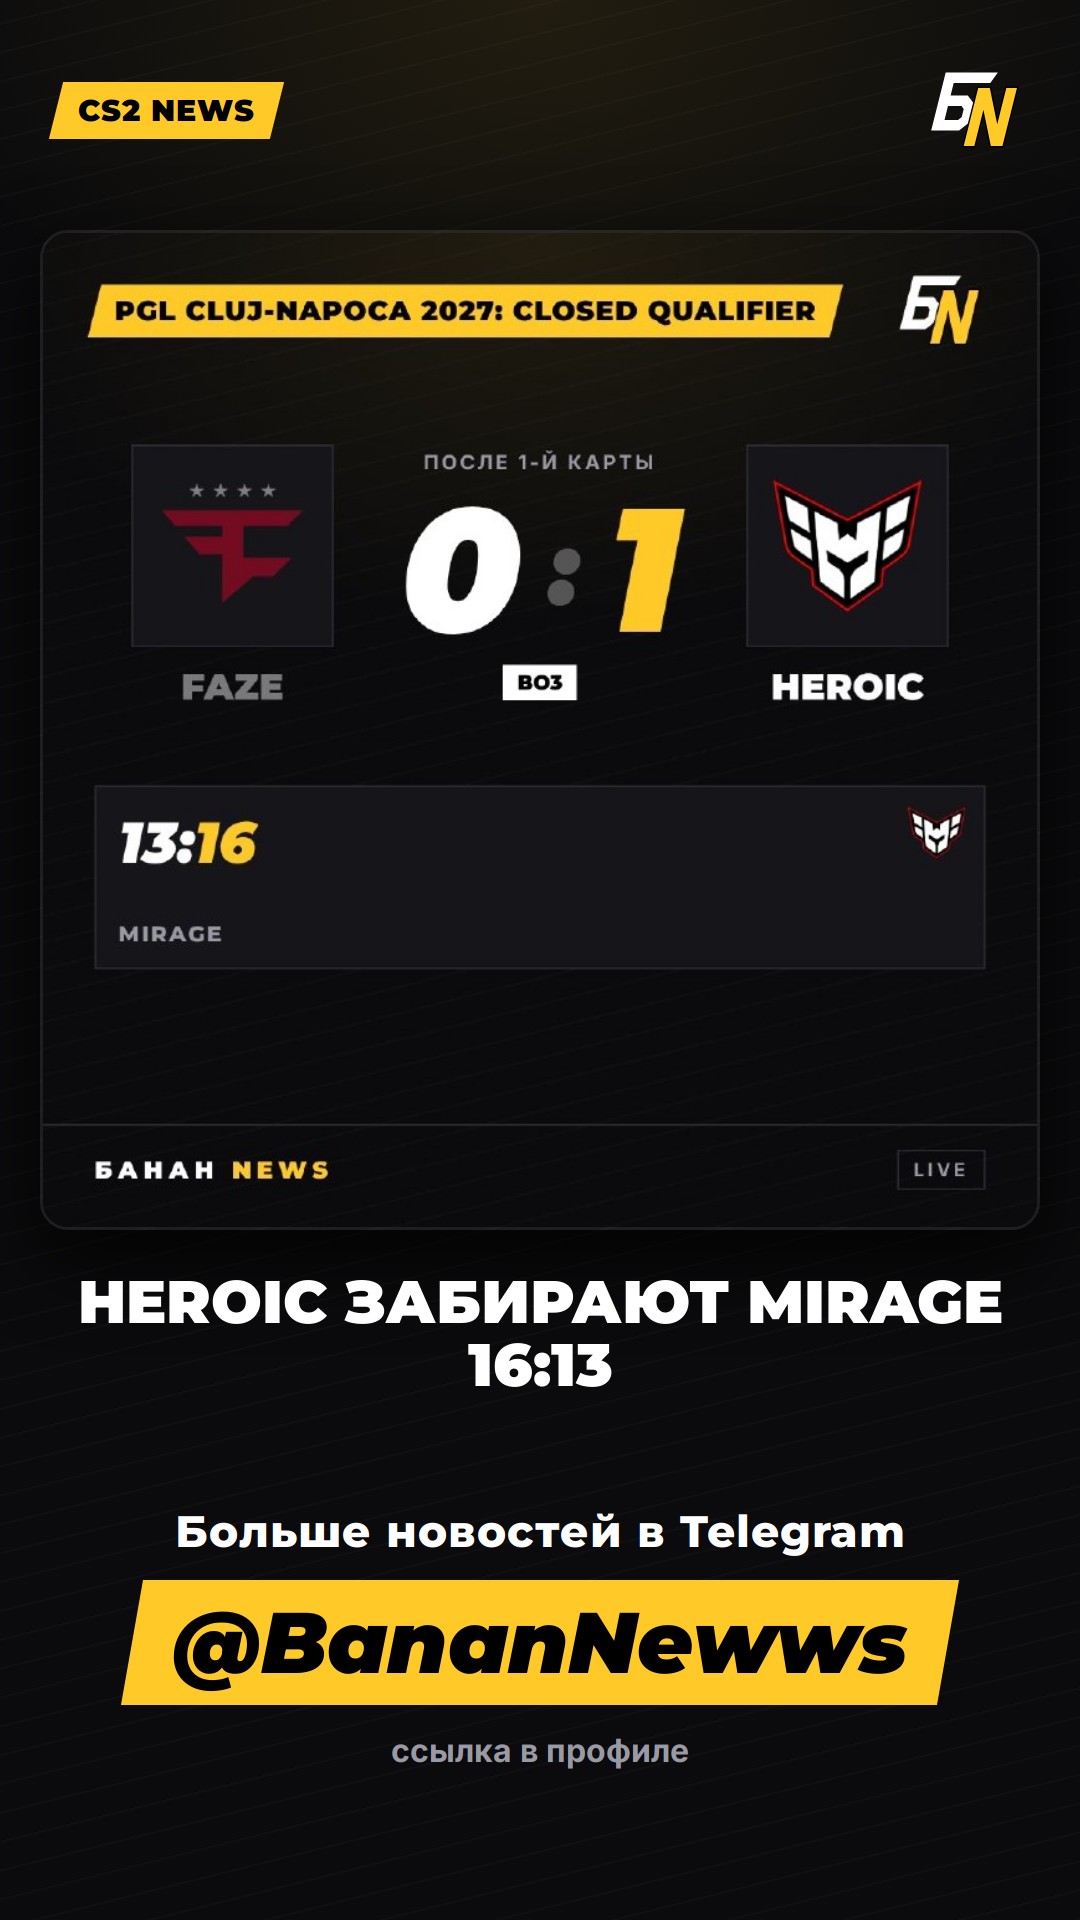 CS2 NEWS
БN
PGL CLUJ-NAPOCA 2027: CLOSED QUALIFIER
БN
ПОСЛЕ 1-Й КАРТЫ
0:1
FAZE
BO3
HEROIC
13:16
MIRAGE
БАНАН NEWS
LIVE
HEROIC ЗАБИРАЮТ MIRAGE
16:13
Больше новостей в Telegram
@BananNewws
ссылка в профиле